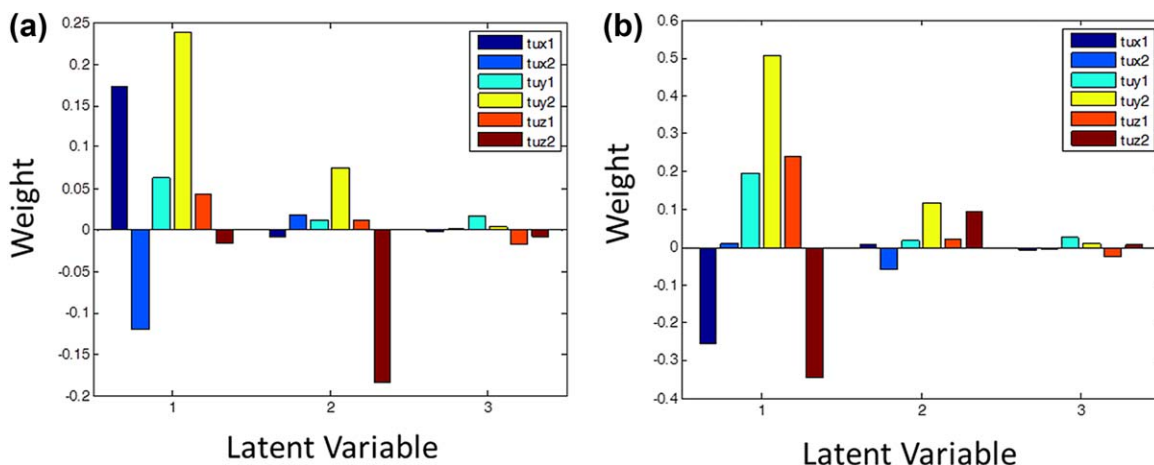 (a)
0.25
0.2
0.15
0.1
0.05
0
-0.05
-0.1
-0.15
-0.2
Weight
tux1
tux2
tuy1
tuy2
tuz1
tuz2
1 2 3
Latent Variable
(b)
0.6
0.5
0.4
0.3
0.2
0.1
0
-0.1
-0.2
-0.3
-0.4
Weight
tux1
tux2
tuy1
tuy2
tuz1
tuz2
1 2 3
Latent Variable